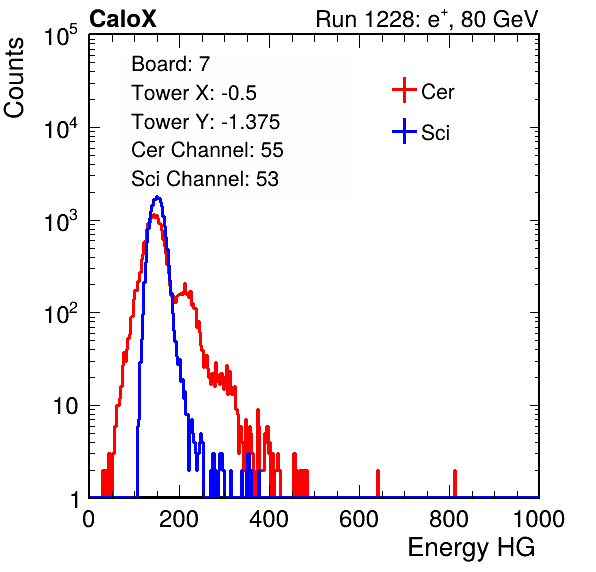 CaloX Run 1228: e⁺, 80 GeV
Counts
10⁵
10⁴
10³
10²
10
1
Board: 7
Tower X: -0.5
Tower Y: -1.375
Cer Channel: 55
Sci Channel: 53
Cer
Sci
0 200 400 600 800 1000
Energy HG